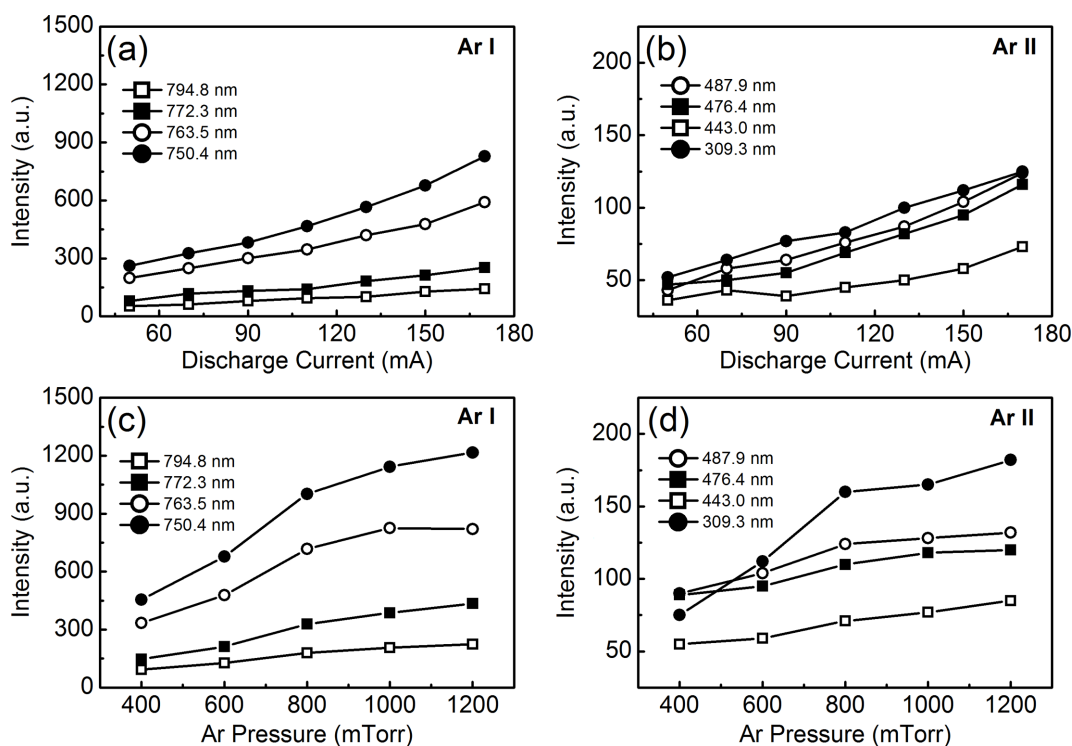 (a)
Ar I
794.8 nm
772.3 nm
763.5 nm
750.4 nm
1500
1200
900
600
300
0
Intensity (a.u.)
60
90
120
150
180
Discharge Current (mA)
(b)
Ar II
487.9 nm
476.4 nm
443.0 nm
309.3 nm
200
150
100
50
Intensity (a.u.)
60
90
120
150
180
Discharge Current (mA)
(c)
Ar I
794.8 nm
772.3 nm
763.5 nm
750.4 nm
1500
1200
900
600
300
0
Intensity (a.u.)
400
600
800
1000
1200
Ar Pressure (mTorr)
(d)
Ar II
487.9 nm
476.4 nm
443.0 nm
309.3 nm
200
150
100
50
Intensity (a.u.)
400
600
800
1000
1200
Ar Pressure (mTorr)